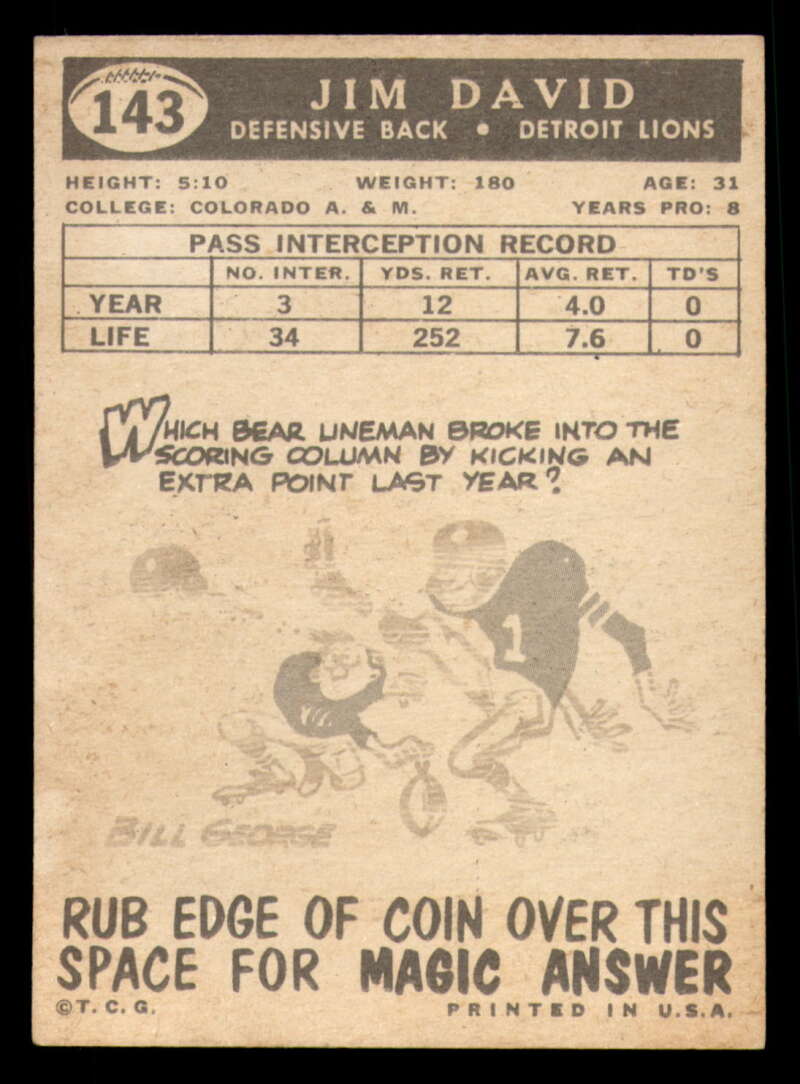 143
JIM DAVID
DEFENSIVE BACK • DETROIT LIONS
HEIGHT: 5:10 WEIGHT: 180 AGE: 31
COLLEGE: COLORADO A. & M. YEARS PRO: 8
PASS INTERCEPTION RECORD
NO. INTER. YDS. RET. AVG. RET. TD'S
YEAR 3 12 4.0 0
LIFE 34 252 7.6 0
WHICH BEAR LINEMAN BROKE INTO THE
SCORING COLUMN BY KICKING AN
EXTRA POINT LAST YEAR?
1
BILL GEORGE
RUB EDGE OF COIN OVER THIS
SPACE FOR MAGIC ANSWER
©T. C. G. PRINTED IN U.S.A.